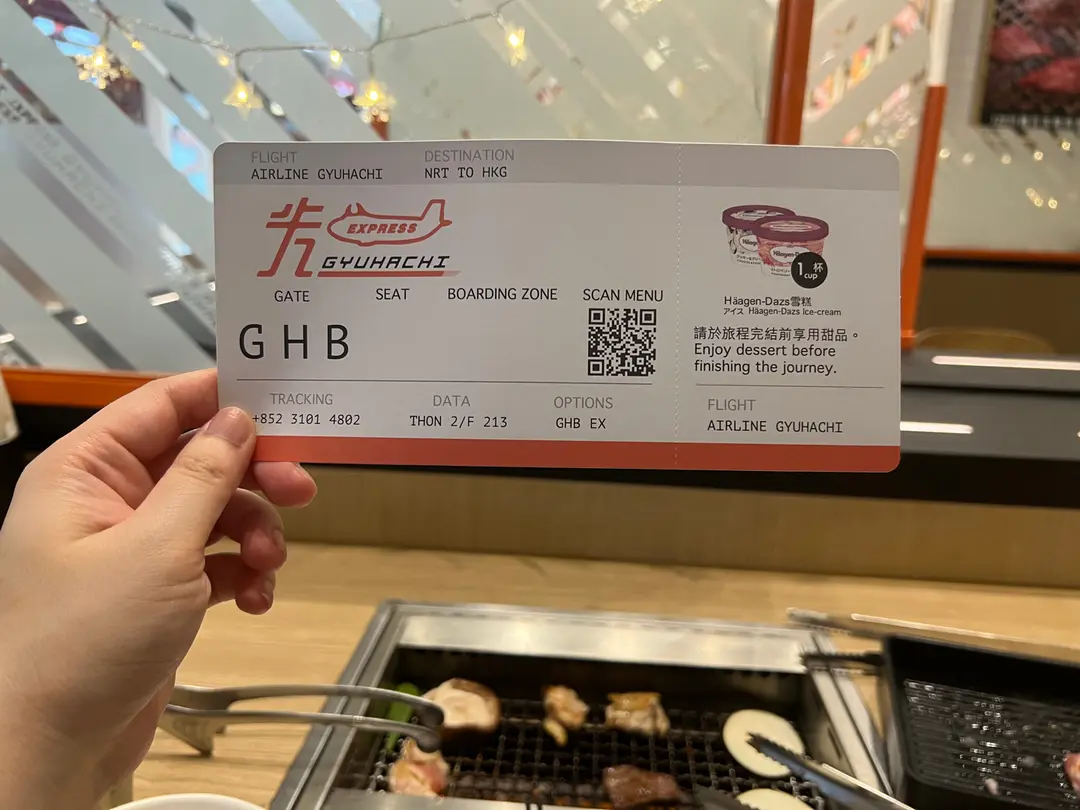 FLIGHT
AIRLINE GYUHACHI
DESTINATION
NRT TO HKG
EXPRESS
GYUHACHI
GATE
SEAT
BOARDING ZONE
SCAN MENU
GHB
TRACKING
+852 3101 4802
DATA
THON 2/F 213
OPTIONS
GHB EX
Häagen-Dazs
1杯
cup
Häagen-Dazs雪糕
アイス Häagen-Dazs Ice-cream
請於旅程完結前享用甜品。
Enjoy dessert before
finishing the journey.
FLIGHT
AIRLINE GYUHACHI